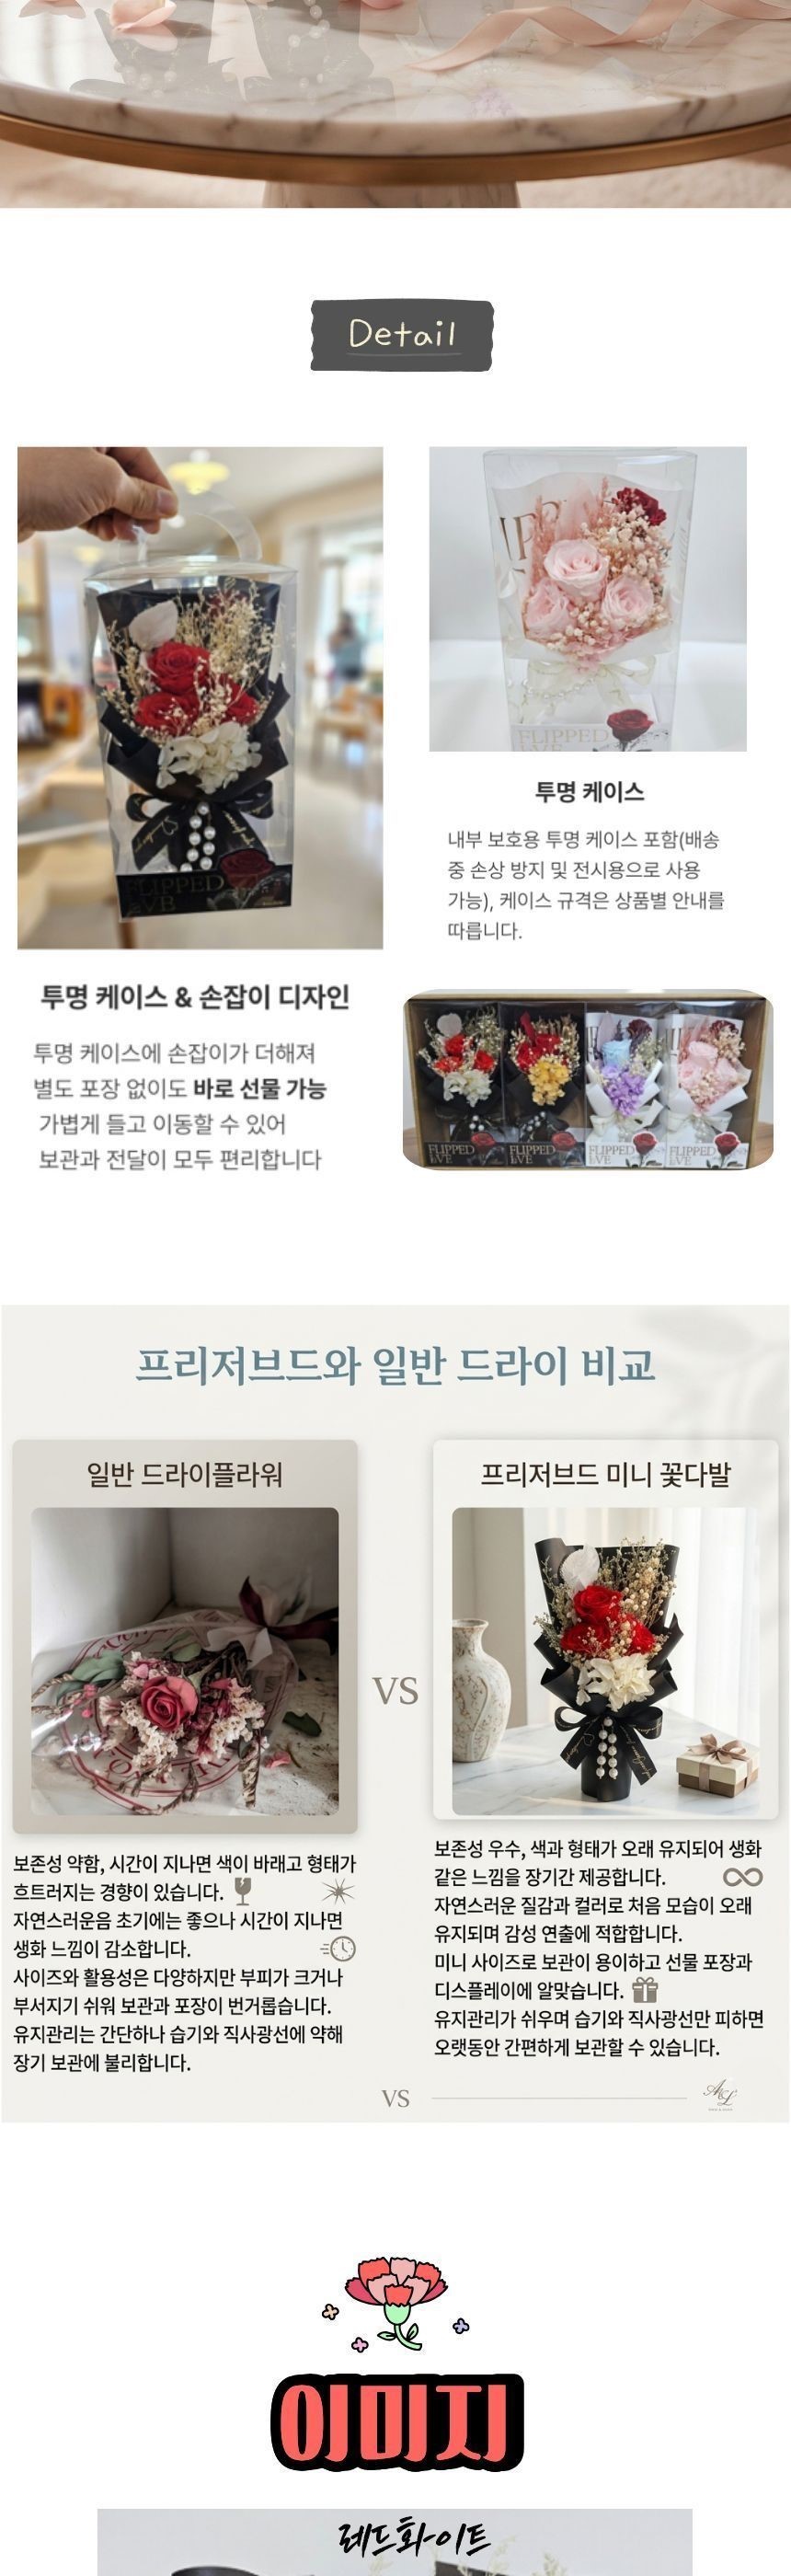 Detail
투명 케이스
내부 보호용 투명 케이스 포함(배송
중 손상 방지 및 전시용으로 사용
가능), 케이스 규격은 상품별 안내를
따릅니다.
FLIPPED
FLIPPED
투명 케이스 & 손잡이 디자인
투명 케이스에 손잡이가 더해져
별도 포장 없이도 바로 선물 가능
가볍게 들고 이동할 수 있어
보관과 전달이 모두 편리합니다
FLIPPED
FLIPPED
FLIPPED
FLIPPED
프리저브드와 일반 드라이 비교
일반 드라이플라워
보존성 약함, 시간이 지나면 색이 바래고 형태가
흐트러지는 경향이 있습니다.
자연스러운음 초기에는 좋으나 시간이 지나면
생화 느낌이 감소합니다.
사이즈와 활용성은 다양하지만 부피가 크거나
부서지기 쉬워 보관과 포장이 번거롭습니다.
유지관리는 간단하나 습기와 직사광선에 약해
장기 보관에 불리합니다.
VS
프리저브드 미니 꽃다발
보존성 우수, 색과 형태가 오래 유지되어 생화
같은 느낌을 장기간 제공합니다.
자연스러운 질감과 컬러로 처음 모습이 오래
유지되며 감성 연출에 적합합니다.
미니 사이즈로 보관이 용이하고 선물 포장과
디스플레이에 알맞습니다.
유지관리가 쉬우며 습기와 직사광선만 피하면
오랫동안 간편하게 보관할 수 있습니다.
VS
이미지
레드화이트